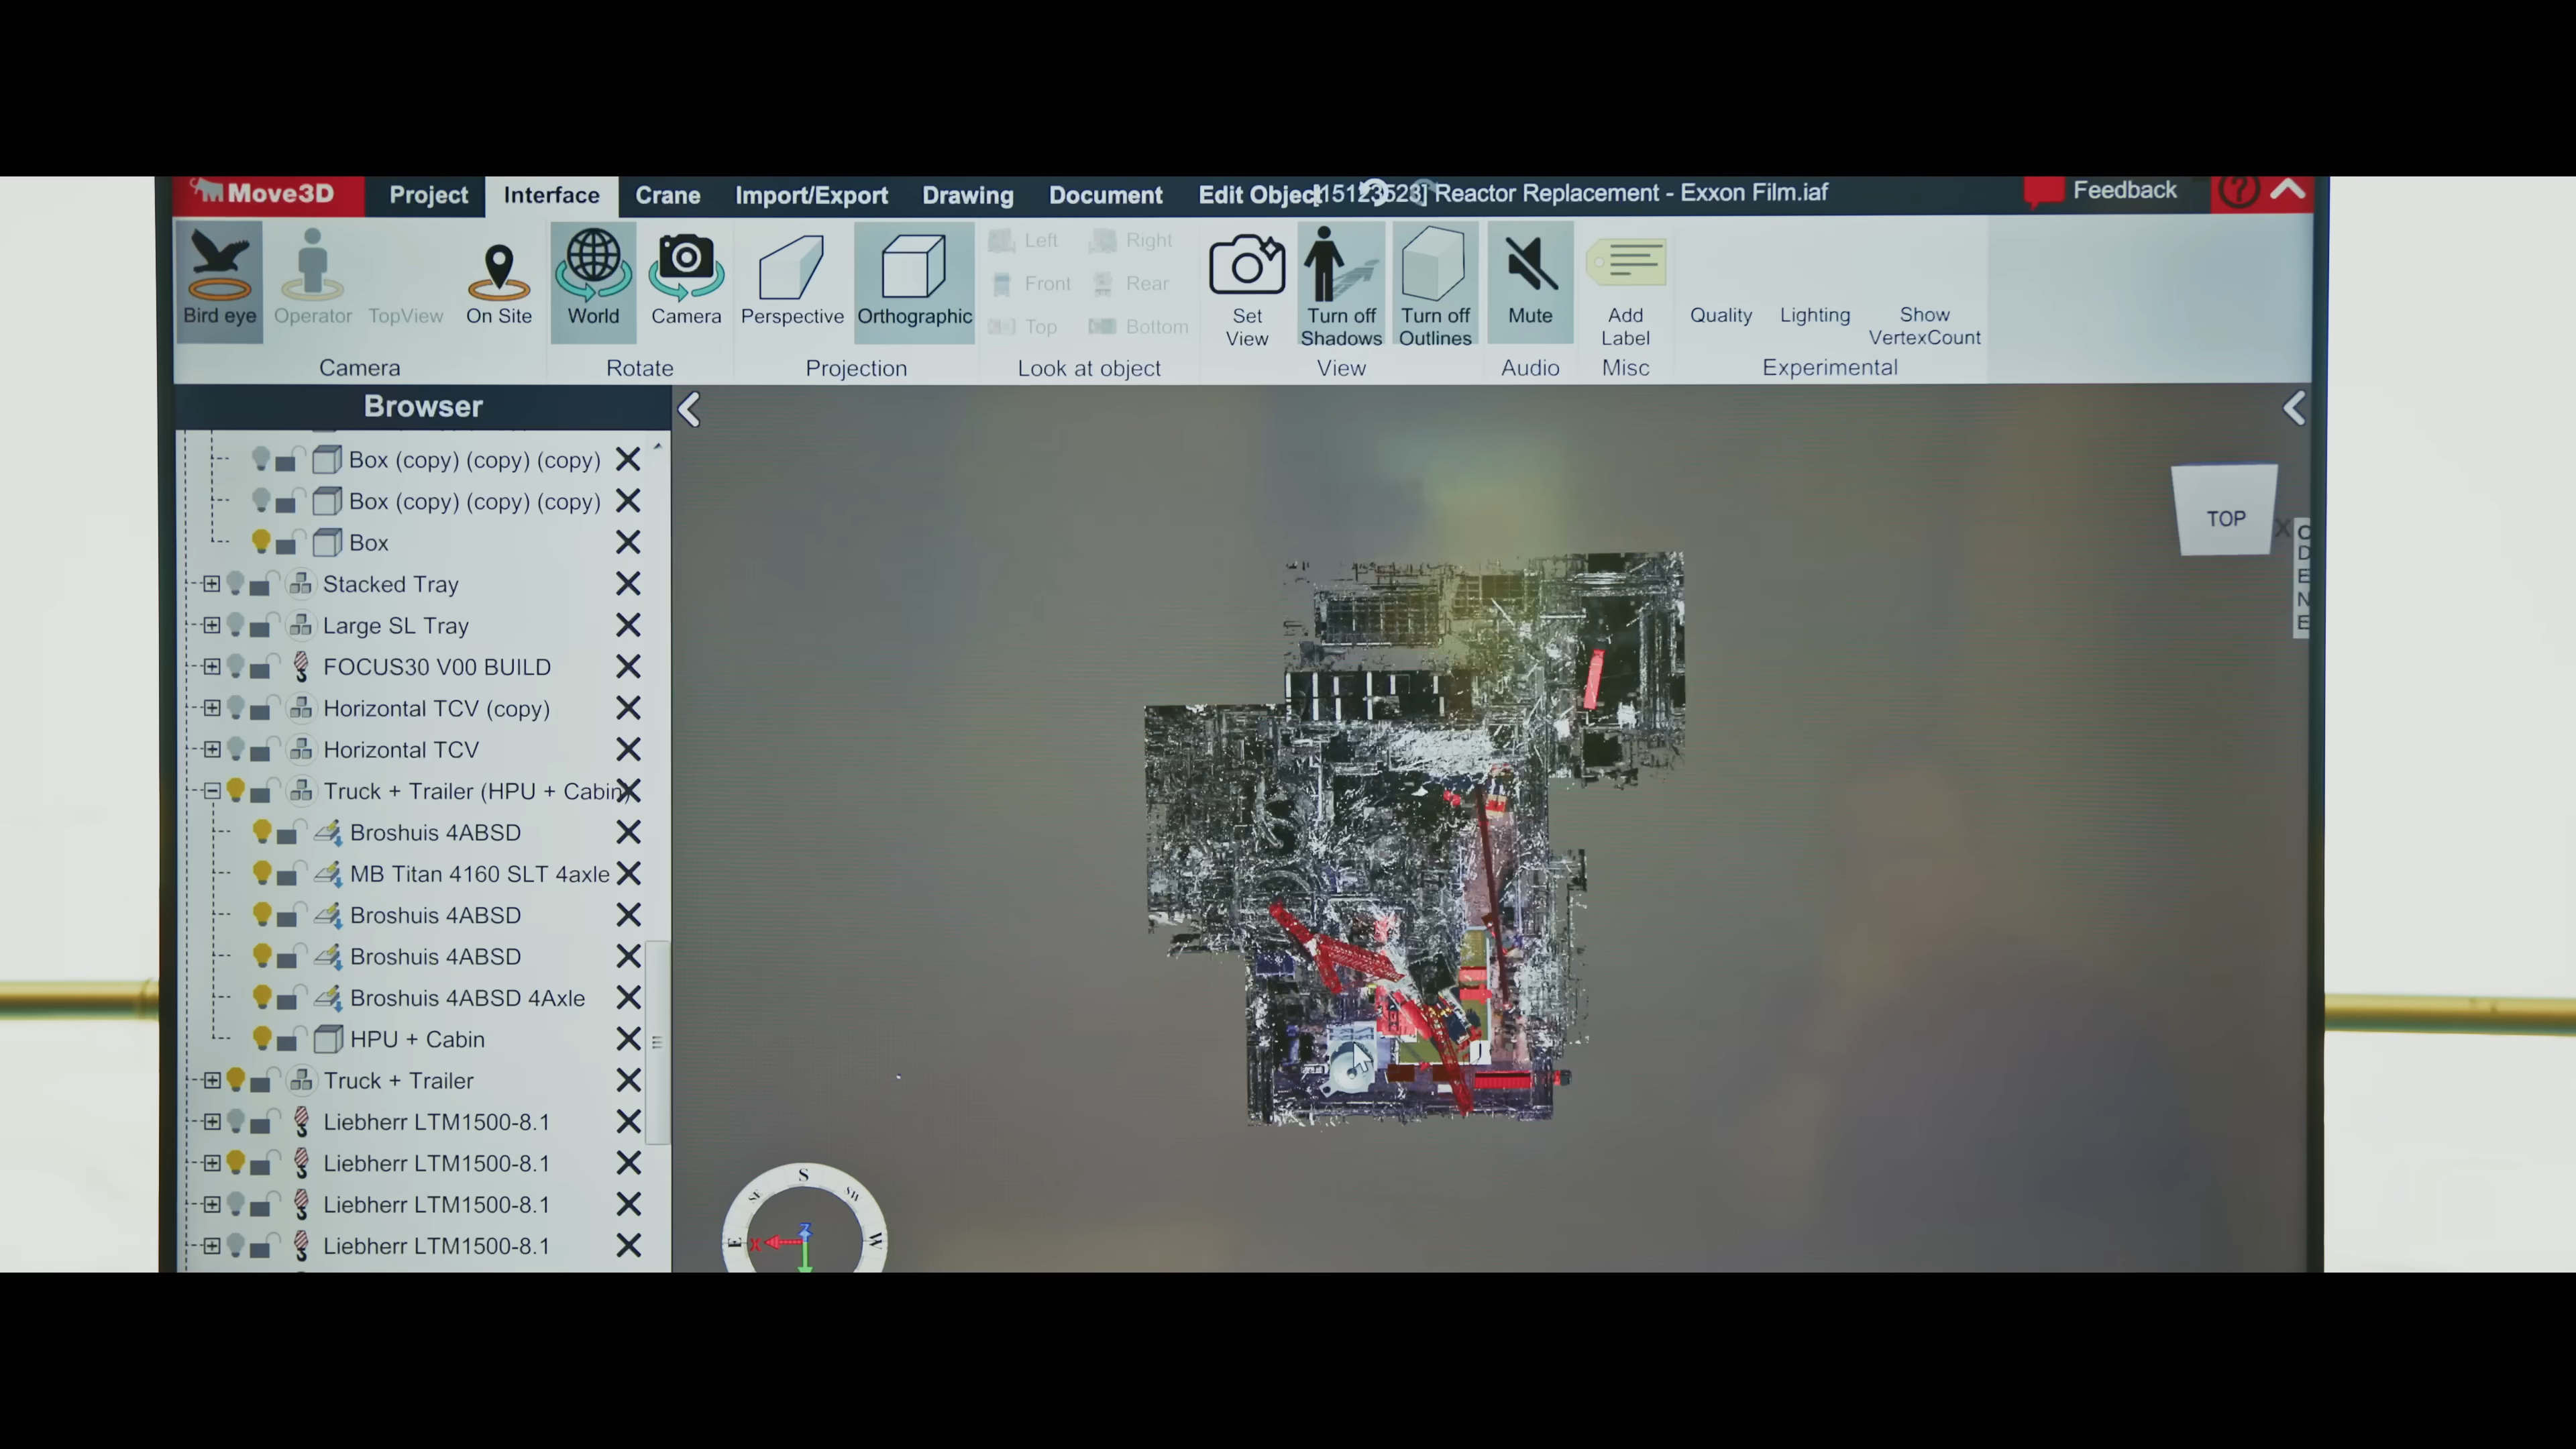 Move3D Project Interface Crane Import/Export Drawing Document Edit Object [15123523] Reactor Replacement - Exxon Film.iaf Feedback ?
Bird eye Operator TopView On Site
Camera
World Camera
Rotate
Perspective Orthographic
Projection
Left Right
Front Rear
Top Bottom
Look at object
Set View
Turn off Shadows
Turn off Outlines
View
Mute
Audio
Add Label
Misc
Quality Lighting Show VertexCount
Experimental
Browser
Box (copy) (copy) (copy)
Box (copy) (copy) (copy)
Box
Stacked Tray
Large SL Tray
FOCUS30 V00 BUILD
Horizontal TCV (copy)
Horizontal TCV
Truck + Trailer (HPU + Cabin)
Broshuis 4ABSD
MB Titan 4160 SLT 4axle
Broshuis 4ABSD
Broshuis 4ABSD
Broshuis 4ABSD 4Axle
HPU + Cabin
Truck + Trailer
Liebherr LTM1500-8.1
Liebherr LTM1500-8.1
Liebherr LTM1500-8.1
Liebherr LTM1500-8.1
TOP
X
S
SE SW
E X Z W